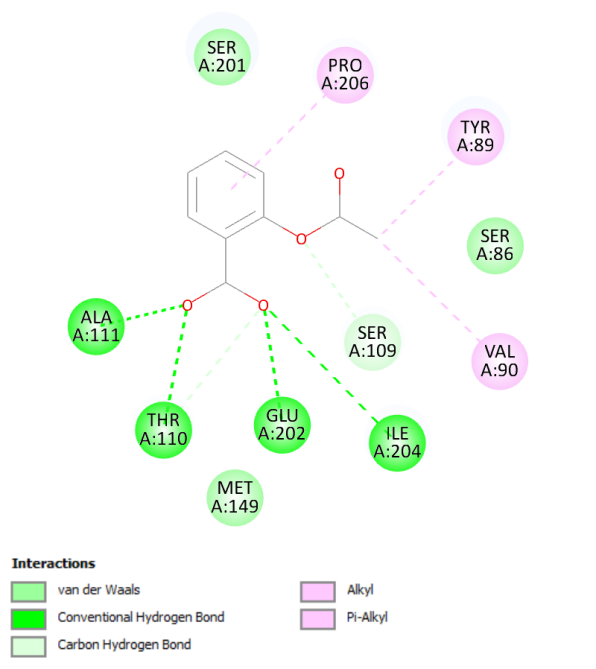 SER
A:201
PRO
A:206
TYR
A:89
O
O
SER
A:86
O
O
ALA
A:111
SER
A:109
VAL
A:90
THR
A:110
GLU
A:202
ILE
A:204
MET
A:149
Interactions
van der Waals
Conventional Hydrogen Bond
Carbon Hydrogen Bond
Alkyl
Pi-Alkyl